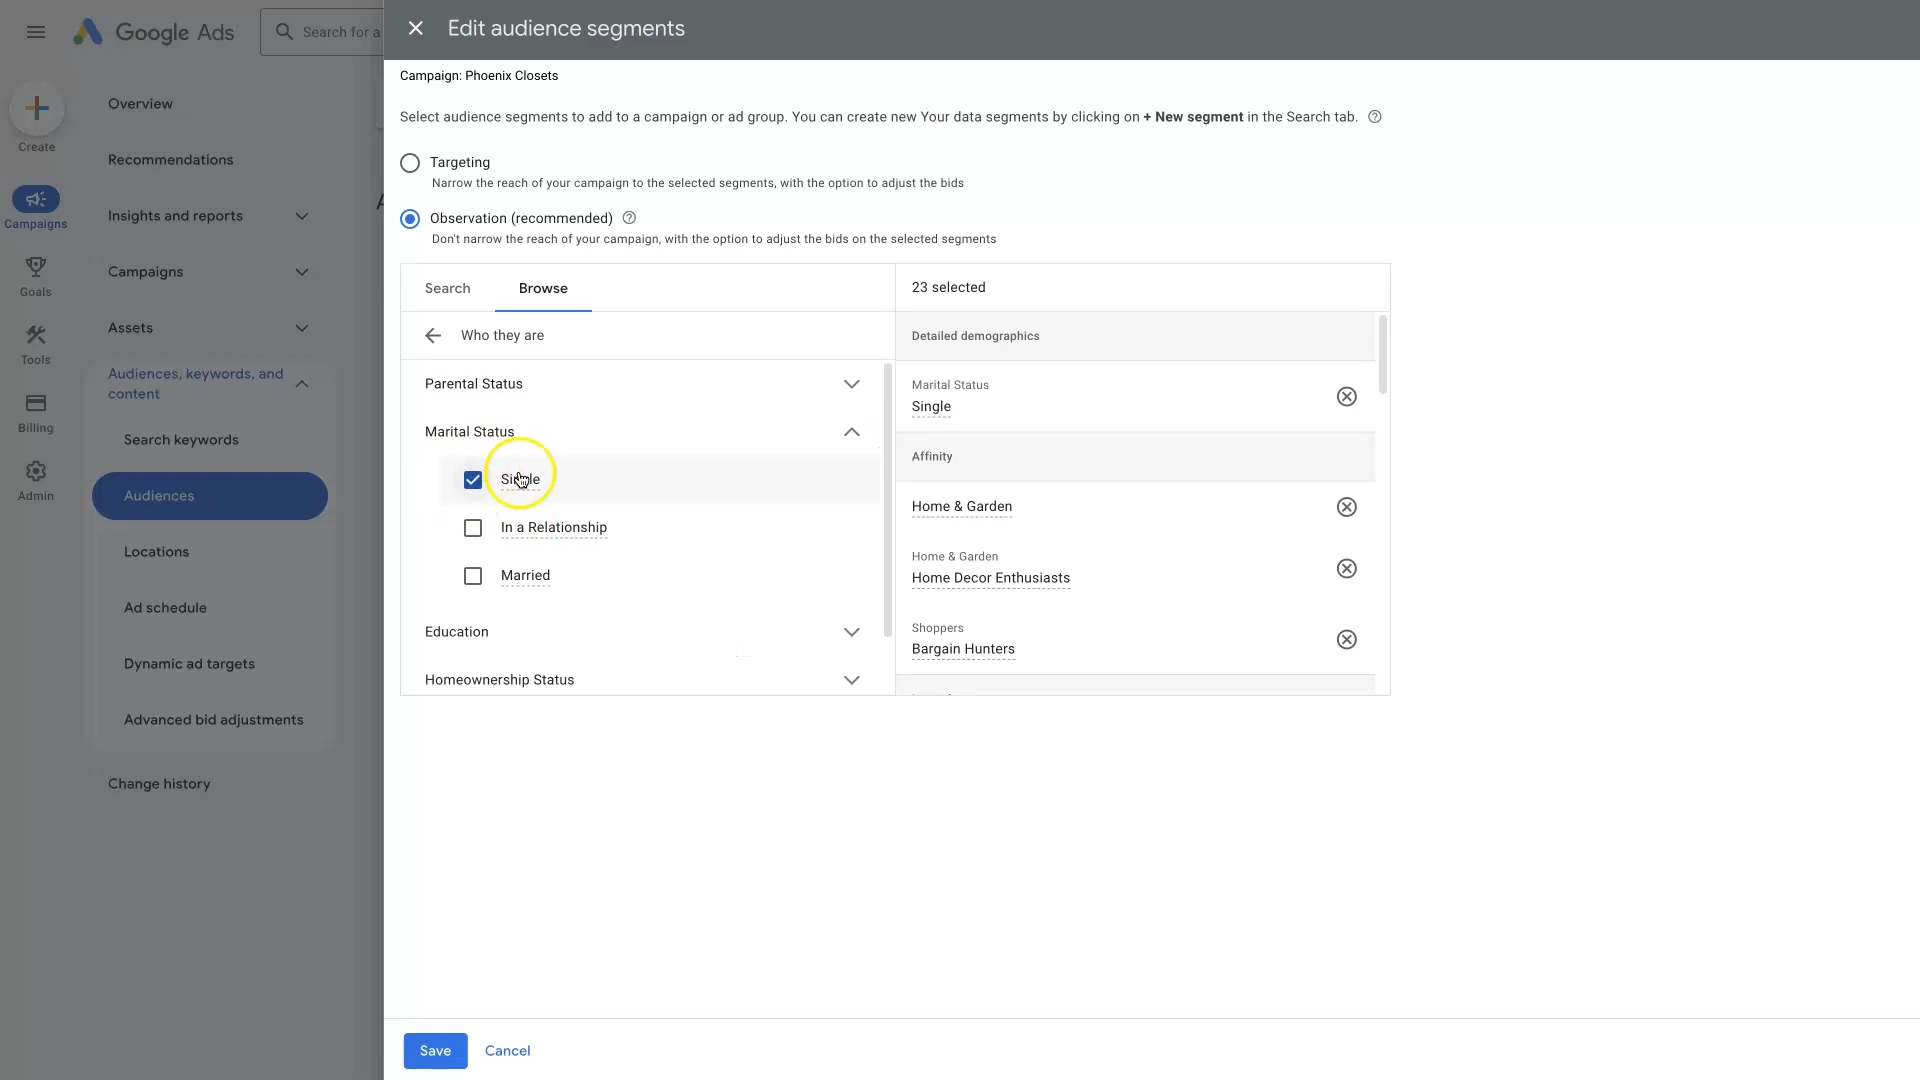 Google Ads
Search for a
Edit audience segments
Campaign: Phoenix Closets
Select audience segments to add to a campaign or ad group. You can create new Your data segments by clicking on + New segment in the Search tab.
Targeting
Narrow the reach of your campaign to the selected segments, with the option to adjust the bids
Observation (recommended)
Don't narrow the reach of your campaign, with the option to adjust the bids on the selected segments
Create
Campaigns
Goals
Tools
Billing
Admin
Overview
Recommendations
Insights and reports
Campaigns
Assets
Audiences, keywords, and
content
Search keywords
Audiences
Locations
Ad schedule
Dynamic ad targets
Advanced bid adjustments
Change history
Search
Browse
Who they are
Parental Status
Marital Status
Single
In a Relationship
Married
Education
Homeownership Status
23 selected
Detailed demographics
Marital Status
Single
Affinity
Home & Garden
Home & Garden
Home Decor Enthusiasts
Shoppers
Bargain Hunters
Save
Cancel